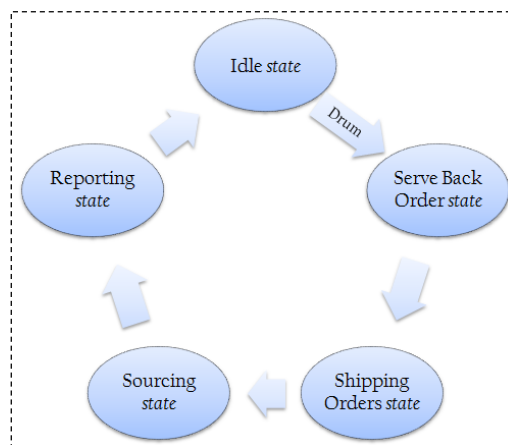 Idle state
Drum
Serve Back
Order state
Shipping
Orders state
Sourcing
state
Reporting
state